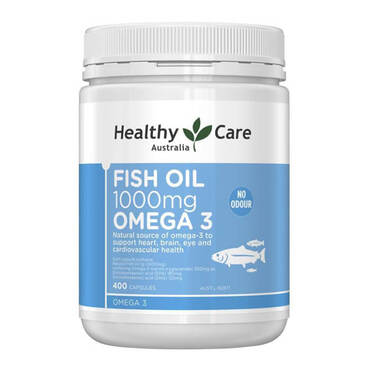 Healthy Care
Australia
FISH OIL
1000mg
OMEGA 3
NO
ODOUR
Natural source of omega-3 to
support heart, brain, eye and
cardiovascular health
400 CAPSULES
OMEGA 3